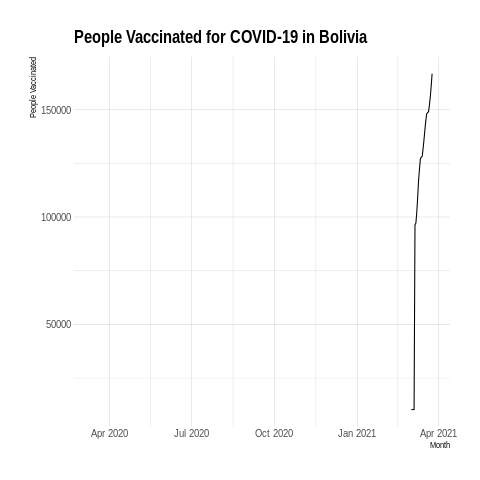 People Vaccinated for COVID-19 in Bolivia
People Vaccinated
150000
100000
50000
Apr 2020 Jul 2020 Oct 2020 Jan 2021 Apr 2021
Month